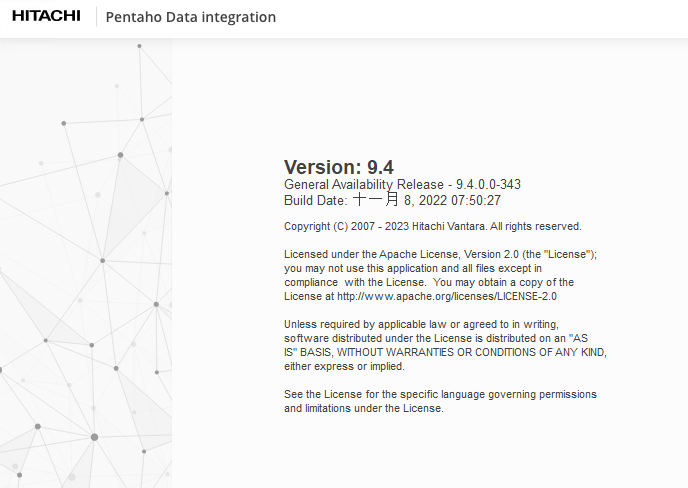 HITACHI Pentaho Data integration
Version: 9.4
General Availability Release - 9.4.0.0-343
Build Date: 十一月 8, 2022 07:50:27
Copyright (C) 2007 - 2023 Hitachi Vantara. All rights reserved.
Licensed under the Apache License, Version 2.0 (the "License");
you may not use this application and all files except in
compliance  with the License.  You may obtain a copy of the
License at http://www.apache.org/licenses/LICENSE-2.0
Unless required by applicable law or agreed to in writing,
software distributed under the License is distributed on an "AS
IS" BASIS, WITHOUT WARRANTIES OR CONDITIONS OF ANY KIND,
either express or implied.
See the License for the specific language governing permissions
and limitations under the License.